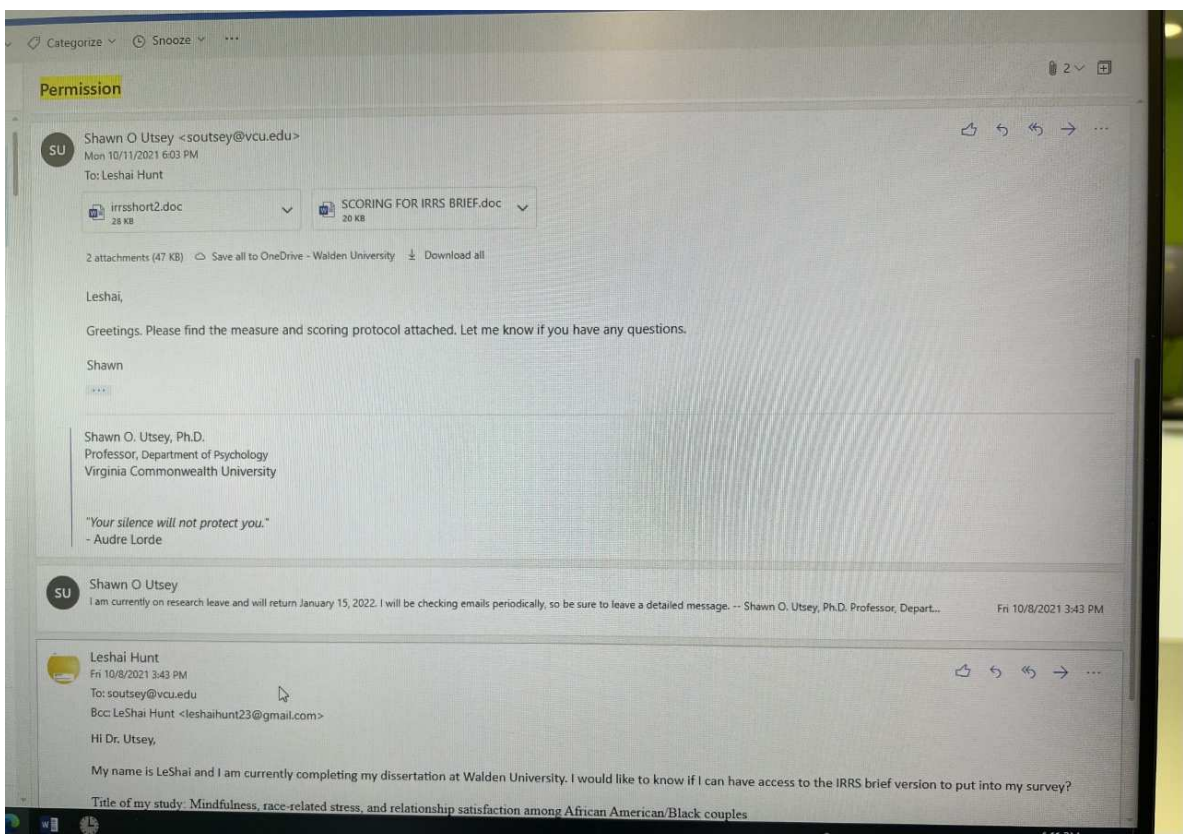 Categorize Snooze ...
2
Permission
SU
Shawn O Utsey <soutsey@vcu.edu>
Mon 10/11/2021 6:03 PM
To: Leshai Hunt
irrsshort2.doc
28 KB
SCORING FOR IRRS BRIEF.doc
20 KB
2 attachments (47 KB) Save all to OneDrive - Walden University Download all
Leshai,
Greetings. Please find the measure and scoring protocol attached. Let me know if you have any questions.
Shawn
...
Shawn O. Utsey, Ph.D.
Professor, Department of Psychology
Virginia Commonwealth University
"Your silence will not protect you."
- Audre Lorde
SU
Shawn O Utsey
I am currently on research leave and will return January 15, 2022. I will be checking emails periodically, so be sure to leave a detailed message. -- Shawn O. Utsey, Ph.D. Professor, Depart... Fri 10/8/2021 3:43 PM
Leshai Hunt
Fri 10/8/2021 3:43 PM
To: soutsey@vcu.edu
Bcc: LeShai Hunt <leshaihunt23@gmail.com>
Hi Dr. Utsey,
My name is LeShai and I am currently completing my dissertation at Walden University. I would like to know if I can have access to the IRRS brief version to put into my survey?
Title of my study: Mindfulness, race-related stress, and relationship satisfaction among African American/Black couples